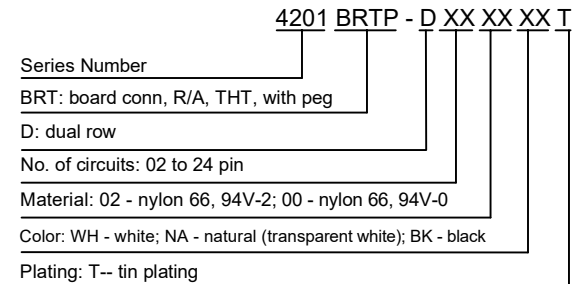 4201 BRTP - D XX XX XX T
Series Number
BRT: board conn, R/A, THT, with peg
D: dual row
No. of circuits: 02 to 24 pin
Material: 02 - nylon 66, 94V-2; 00 - nylon 66, 94V-0
Color: WH - white; NA - natural (transparent white); BK - black
Plating: T-- tin plating